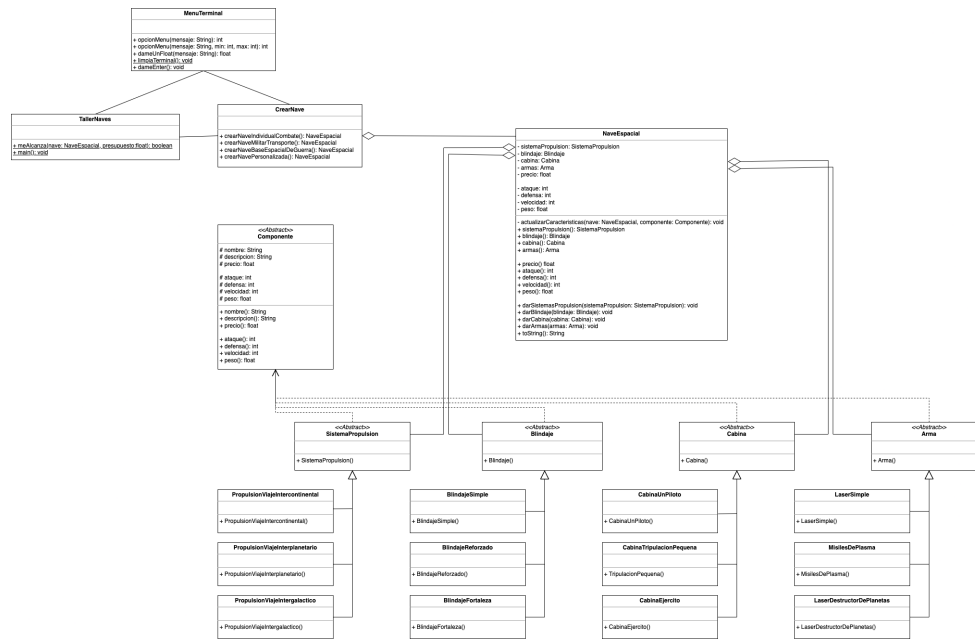 MenuTerminal
+ opcionMenu(mensaje: String): int
+ opcionMenu(mensaje: String, min: int, max: int): int
+ dameUnFloat(mensaje: String): float
+ limpiaTerminal(): void
+ dameEnter(): void
TallerNaves
+ meAlcanza(nave: NaveEspacial, presupuesto:float): boolean
+ main(): void
CrearNave
+ crearNaveIndividualCombate(): NaveEspacial
+ crearNaveMilitarTransporte(): NaveEspacial
+ crearNaveBaseEspacialDeGuerra(): NaveEspacial
+ crearNavePersonalizada(): NaveEspacial
NaveEspacial
- sistemaPropulsion: SistemaPropulsion
- blindaje: Blindaje
- cabina: Cabina
- armas: Arma
- precio: float
- ataque: int
- defensa: int
- velocidad: int
- peso: float
- actualizarCaracteristicas(nave: NaveEspacial, componente: Componente): void
+ sistemaPropulsion(): SistemaPropulsion
+ blindaje(): Blindaje
+ cabina(): Cabina
+ armas(): Arma
+ precio() float
+ ataque(): int
+ defensa(): int
+ velocidad(): int
+ peso(): float
+ darSistemasPropulsion(sistemaPropulsion: SistemaPropulsion): void
+ darBlindaje(blindaje: Blindaje): void
+ darCabina(cabina: Cabina): void
+ darArmas(armas: Arma): void
+ toString(): String
<<Abstract>>
Componente
# nombre: String
# descripcion: String
# precio: float
# ataque: int
# defensa: int
# velocidad: int
# peso: float
+ nombre(): String
+ descripcion(): String
+ precio(): float
+ ataque(): int
+ defensa(): int
+ velocidad: int
+ peso(): float
<<Abstract>>
SistemaPropulsion
+ SistemaPropulsion()
<<Abstract>>
Blindaje
+ Blindaje()
<<Abstract>>
Cabina
+ Cabina()
<<Abstract>>
Arma
+ Arma()
PropulsionViajeIntercontinental
+ PropulsionViajeIntercontinental()
BlindajeSimple
+ BlindajeSimple()
CabinaUnPiloto
+ CabinaUnPiloto()
LaserSimple
+ LaserSimple()
PropulsionViajeInterplanetario
+ PropulsionViajeInterplanetario()
BlindajeReforzado
+ BlindajeReforzado()
CabinaTripulacionPequena
+ TripulacionPequena()
MisilesDePlasma
+ MisilesDePlasma()
PropulsionViajeIntergalactico
+ PropulsionViajeIntergalactico()
BlindajeFortaleza
+ BlindajeFortaleza()
CabinaEjercito
+ CabinaEjercito()
LaserDestructorDePlanetas
+ LaserDestructorDePlanetas()